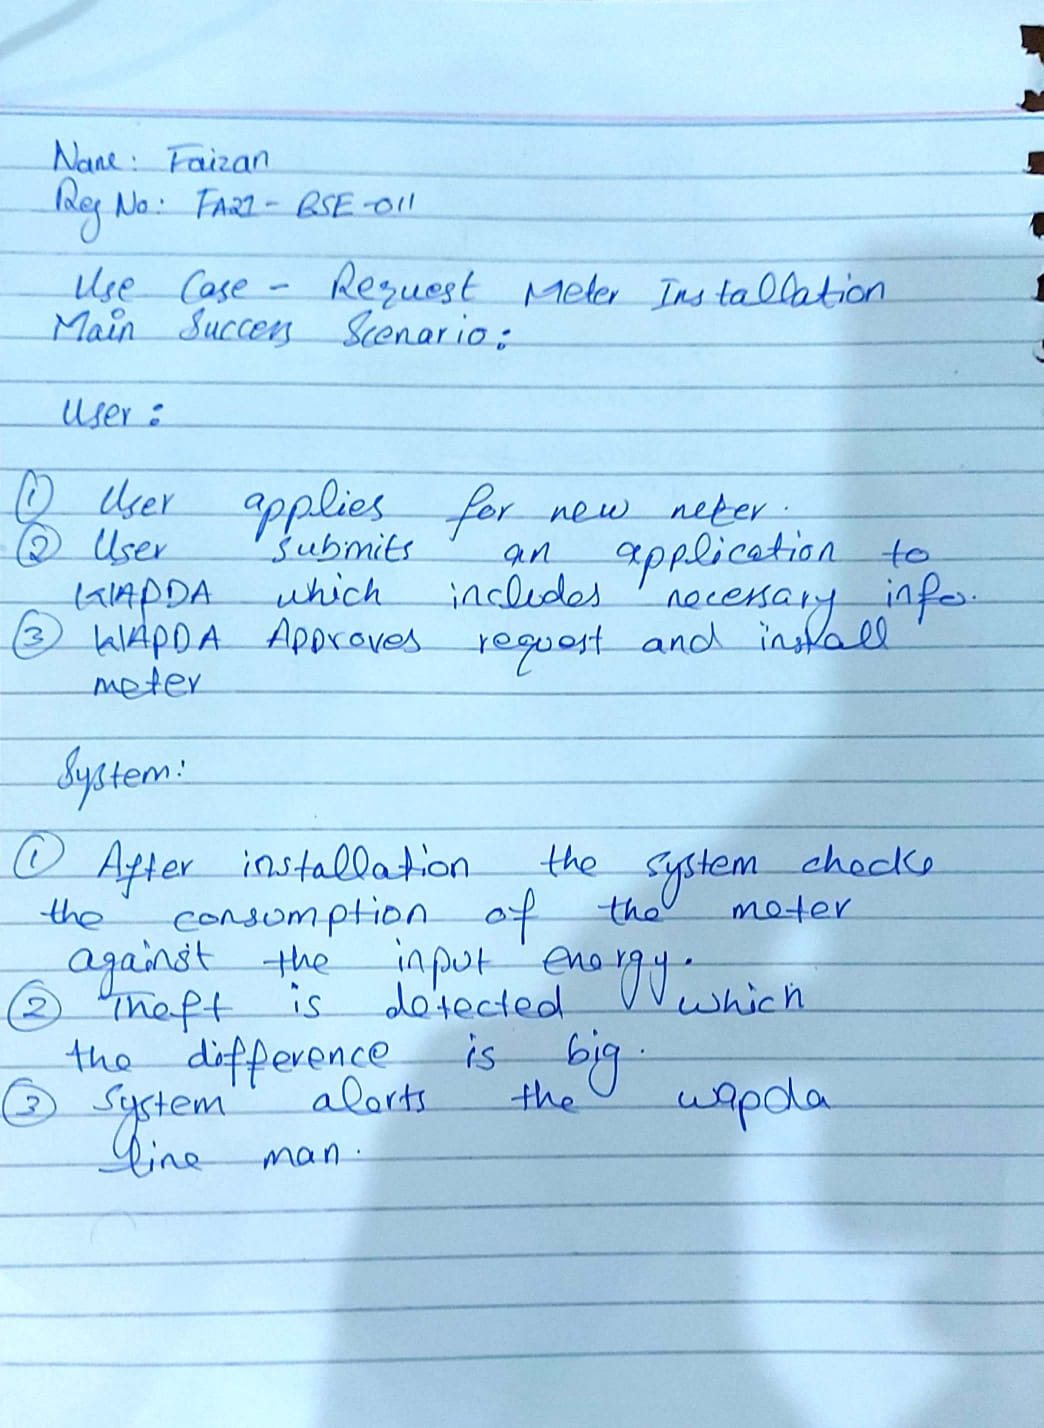 Name: Faizan
Reg No: FA21-BSE-011
Use Case - Request Meter Installation
Main Success Scenario:
User:
① User applies for new meter.
② User submits an application to
WAPDA which includes necessary info.
③ WAPDA Approves request and install
meter
System:
① After installation the system checks
the consumption of the meter
against the input energy.
② Theft is detected which
the difference is big.
③ System alerts the wapda
line man.